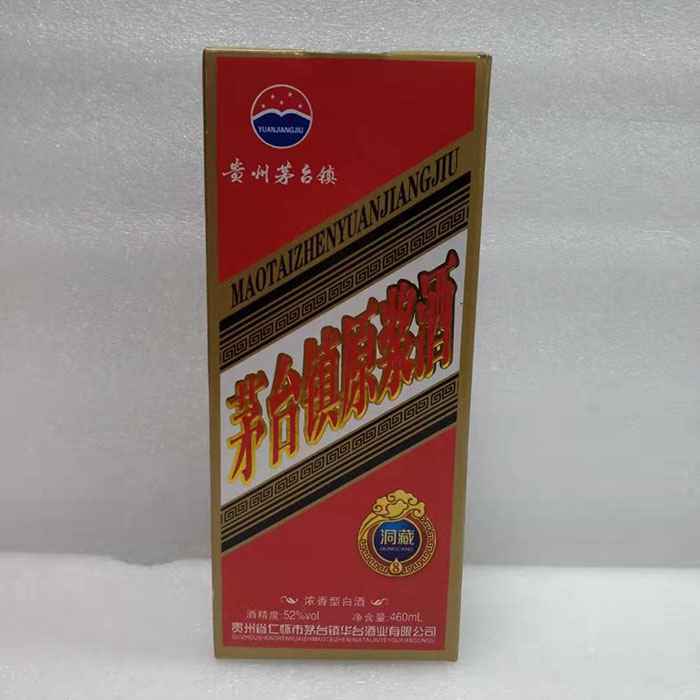 YUANJIANGJIU
贵州茅台镇
MAOTAIZHENYUANJIANGJIU
茅台镇原浆酒
洞藏
DONGCANG
8
浓香型白酒
酒精度:52%vol 净含量:460mL
贵州省仁怀市茅台镇华台酒业有限公司